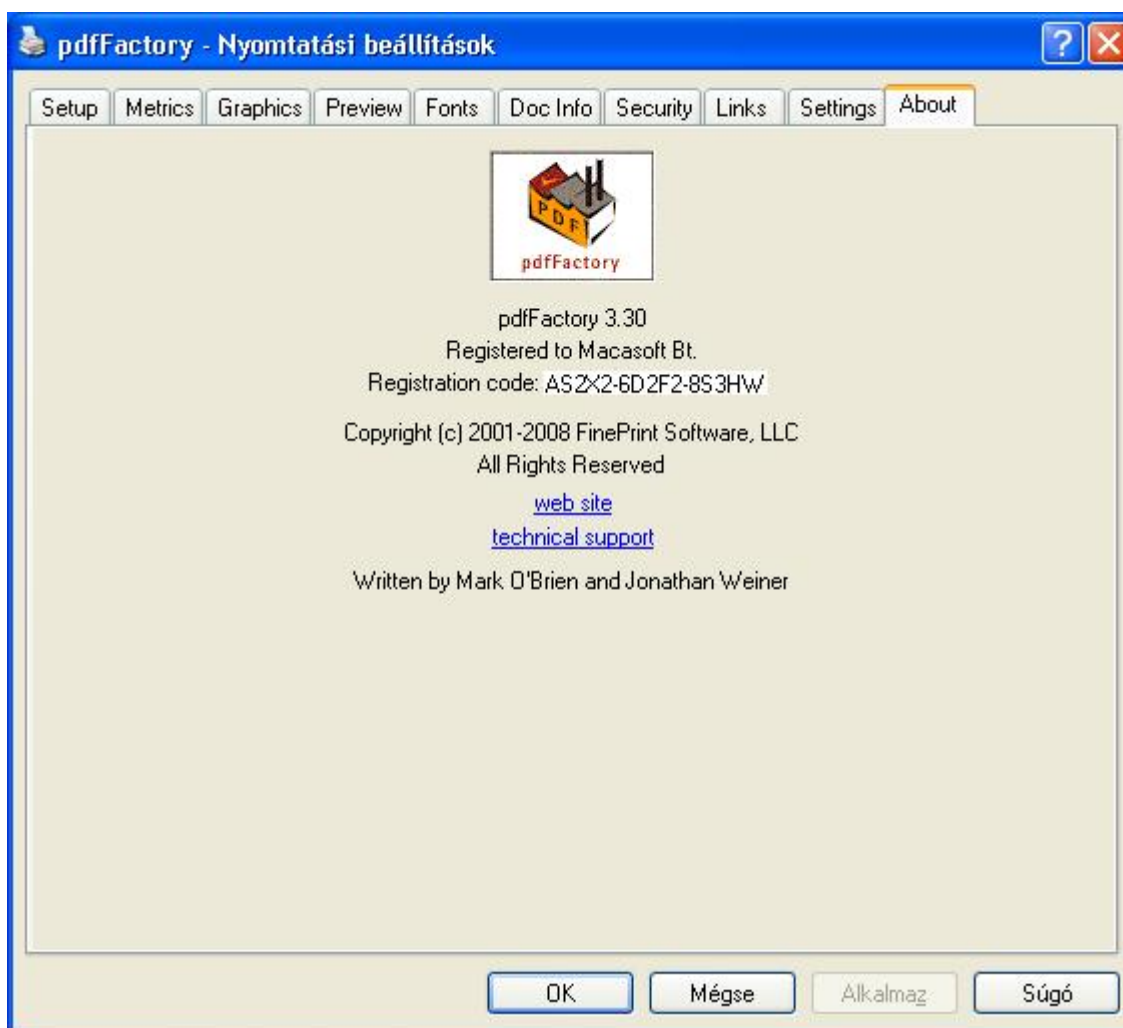 pdfFactory - Nyomtatási beállítások
Setup Metrics Graphics Preview Fonts Doc Info Security Links Settings About
PDF
pdfFactory
pdfFactory 3.30
Registered to Macasoft Bt.
Registration code: AS2X2-6D2F2-8S3HW
Copyright (c) 2001-2008 FinePrint Software, LLC
All Rights Reserved
web site
technical support
Written by Mark O'Brien and Jonathan Weiner
OK Mégse Alkalmaz Súgó